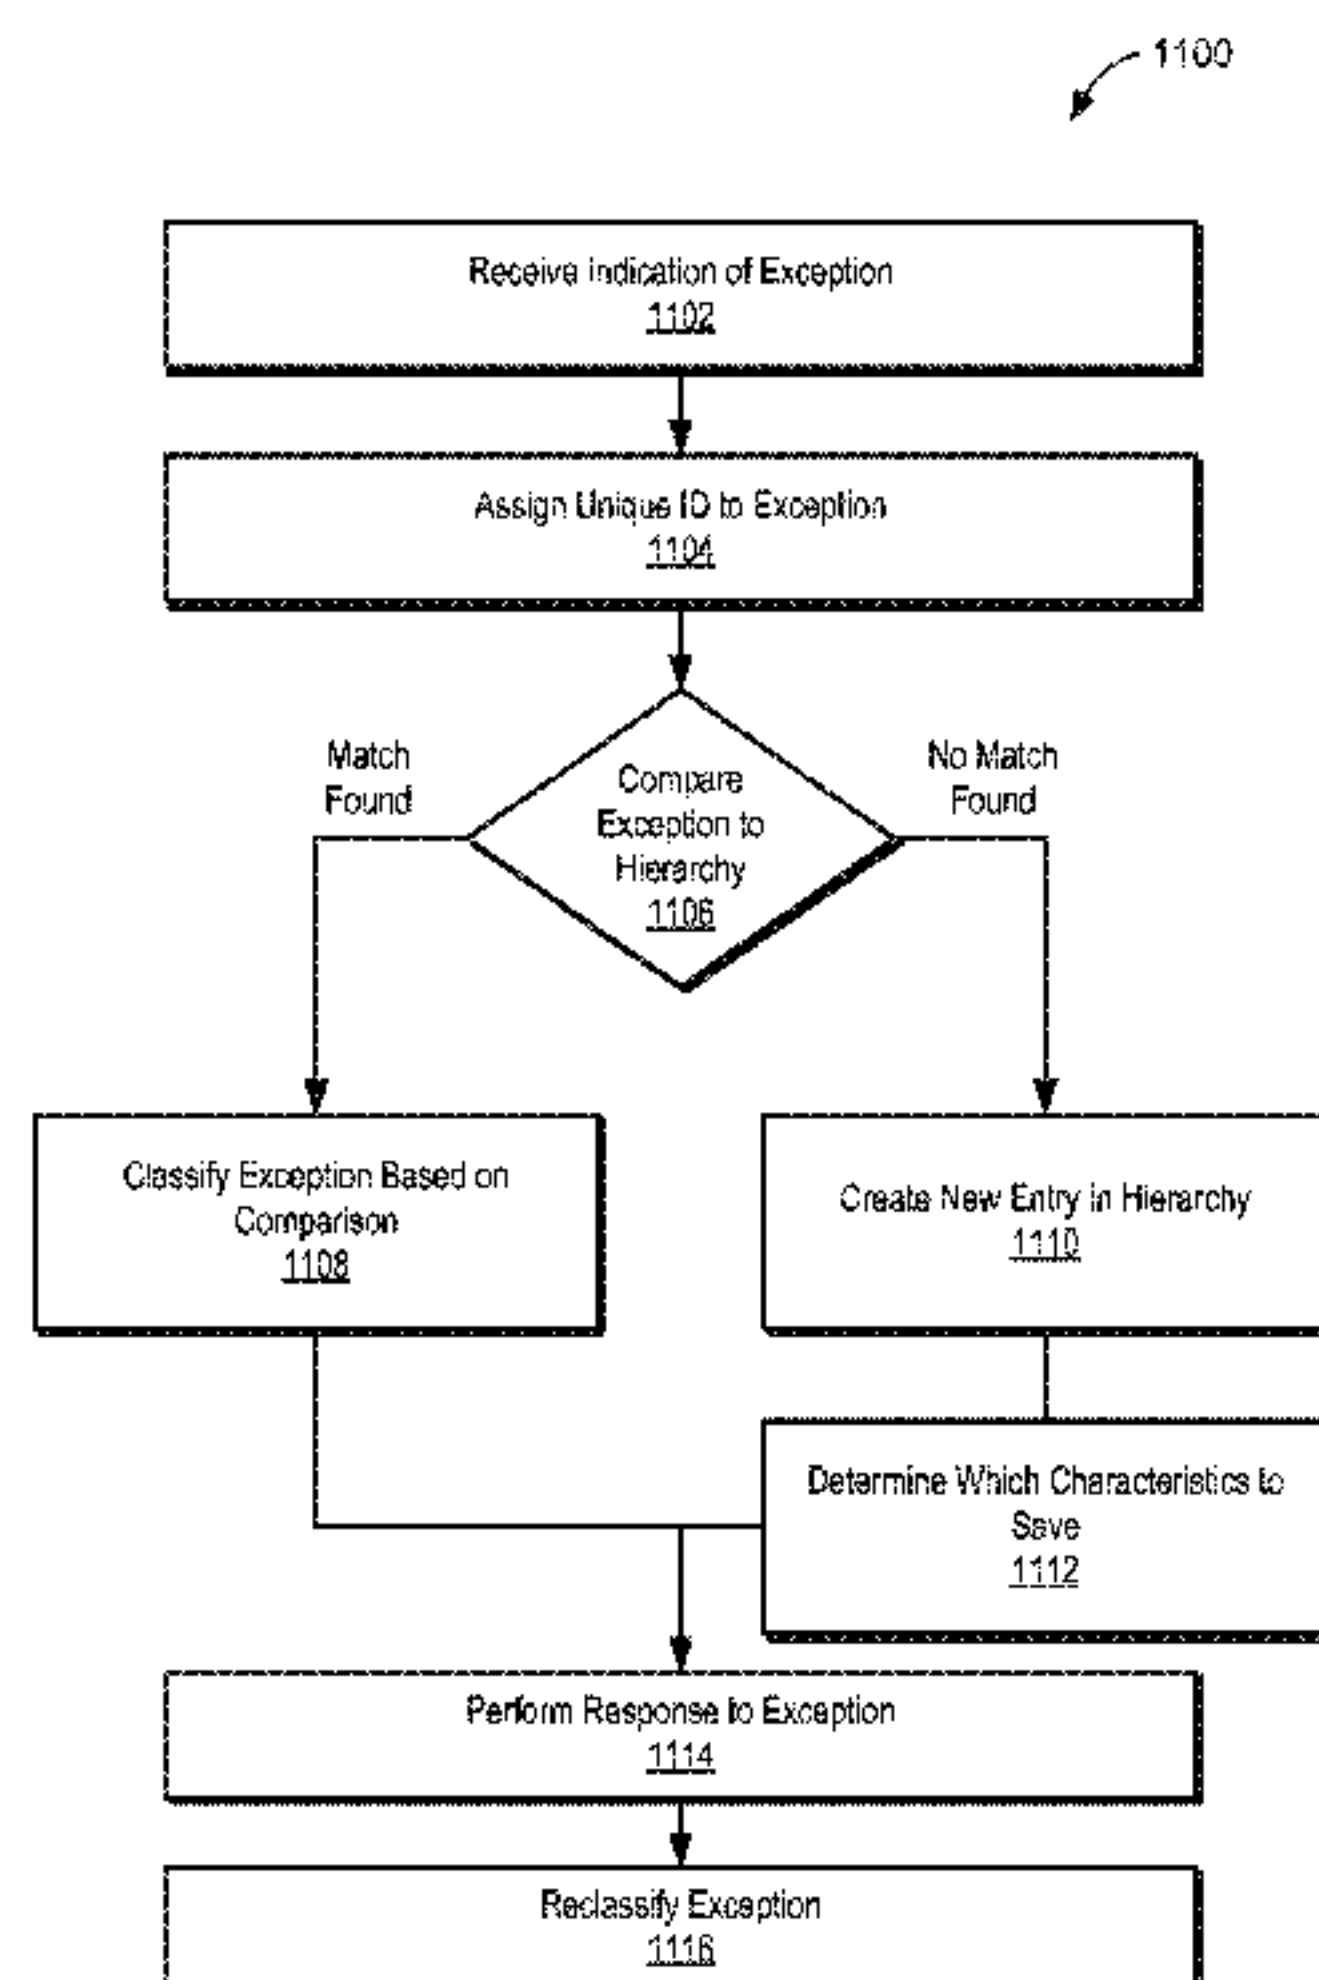 1100
Receive Indication of Exception
1102
Assign Unique ID to Exception
1104
Match
Found
No Match
Found
Compare
Exception to
Hierarchy
1106
Classify Exception Based on
Comparison
1108
Create New Entry in Hierarchy
1110
Determine Which Characteristics to
Save
1112
Perform Response to Exception
1114
Reclassify Exception
1116